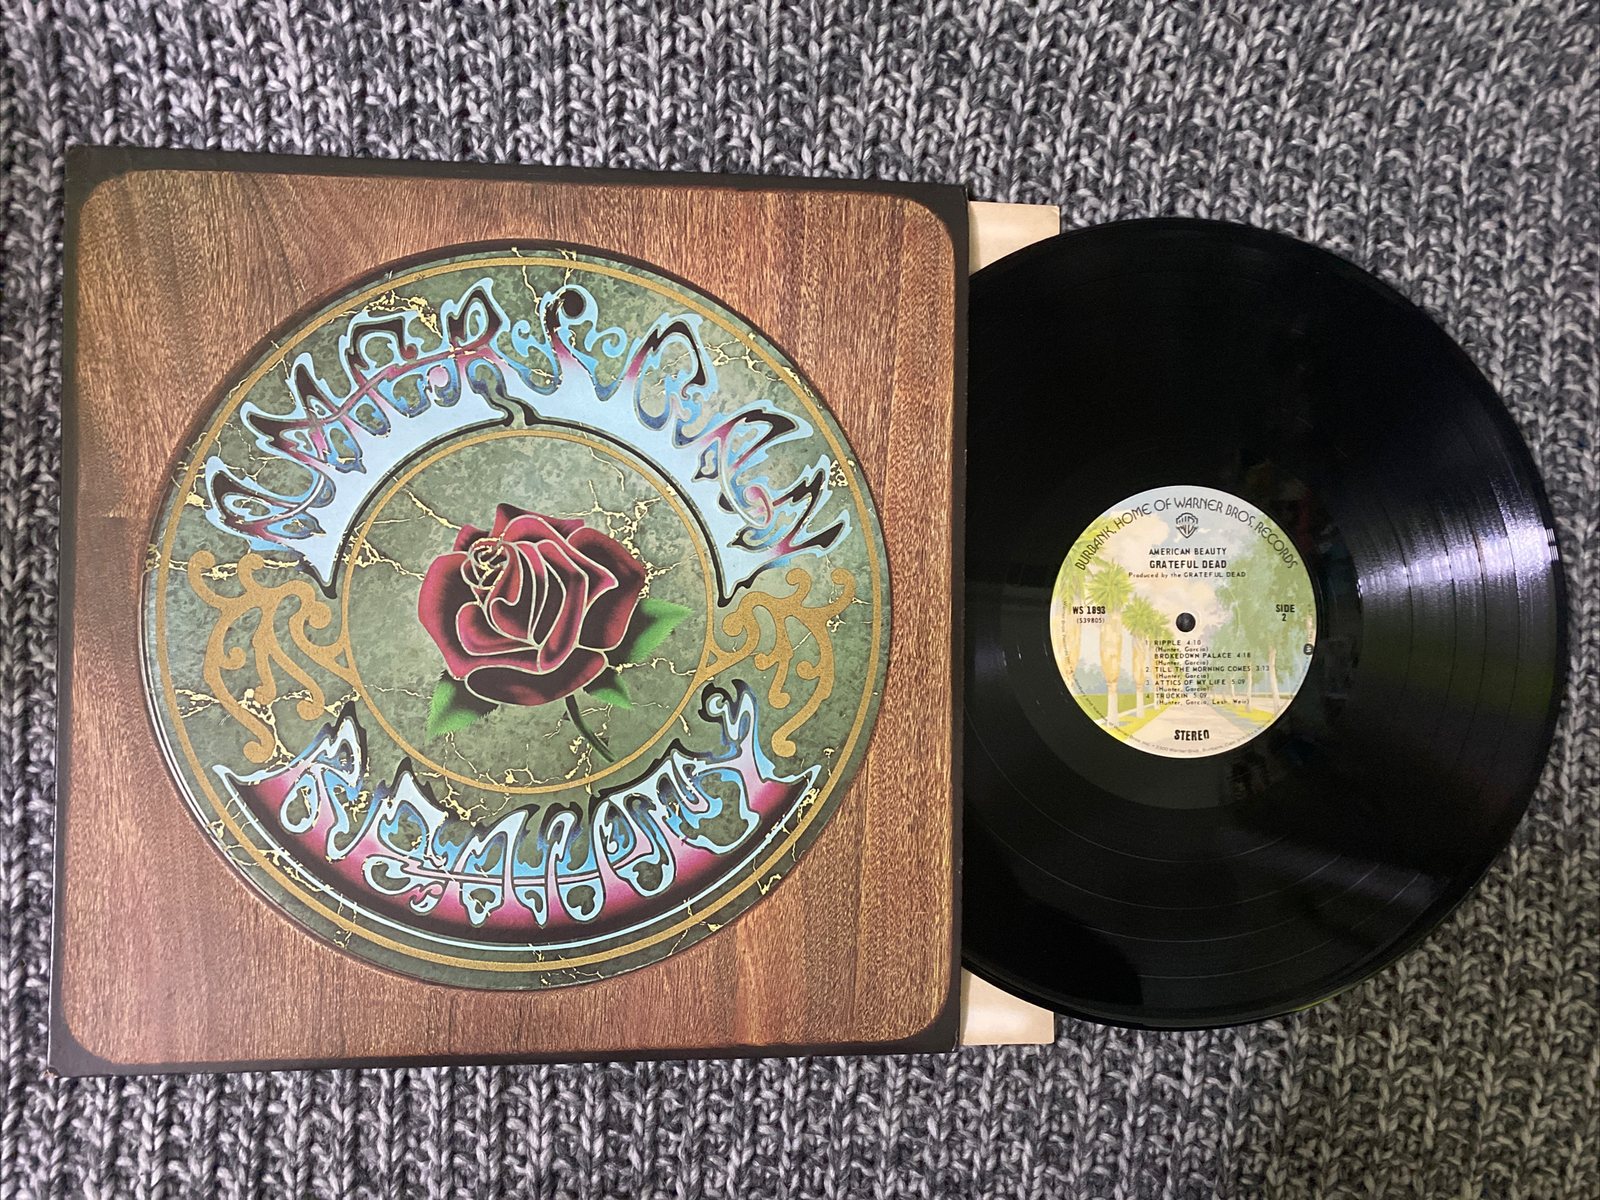 AMERICAN
BEAUTY
BURBANK, HOME OF WARNER BROS. RECORDS
AMERICAN BEAUTY
GRATEFUL DEAD
Produced by the GRATEFUL DEAD
WS 1893
(S39805)
SIDE
2
1 RIPPLE 4:10
(Hunter, Garcia)
BROKEDOWN PALACE 4:18
(Hunter, Garcia)
2 TILL THE MORNING COMES 3:13
(Hunter, Garcia)
3 ATTICS OF MY LIFE 5:09
(Hunter, Garcia)
4 TRUCKIN 5:09
(Hunter, Garcia, Lesh, Weir)
STEREO